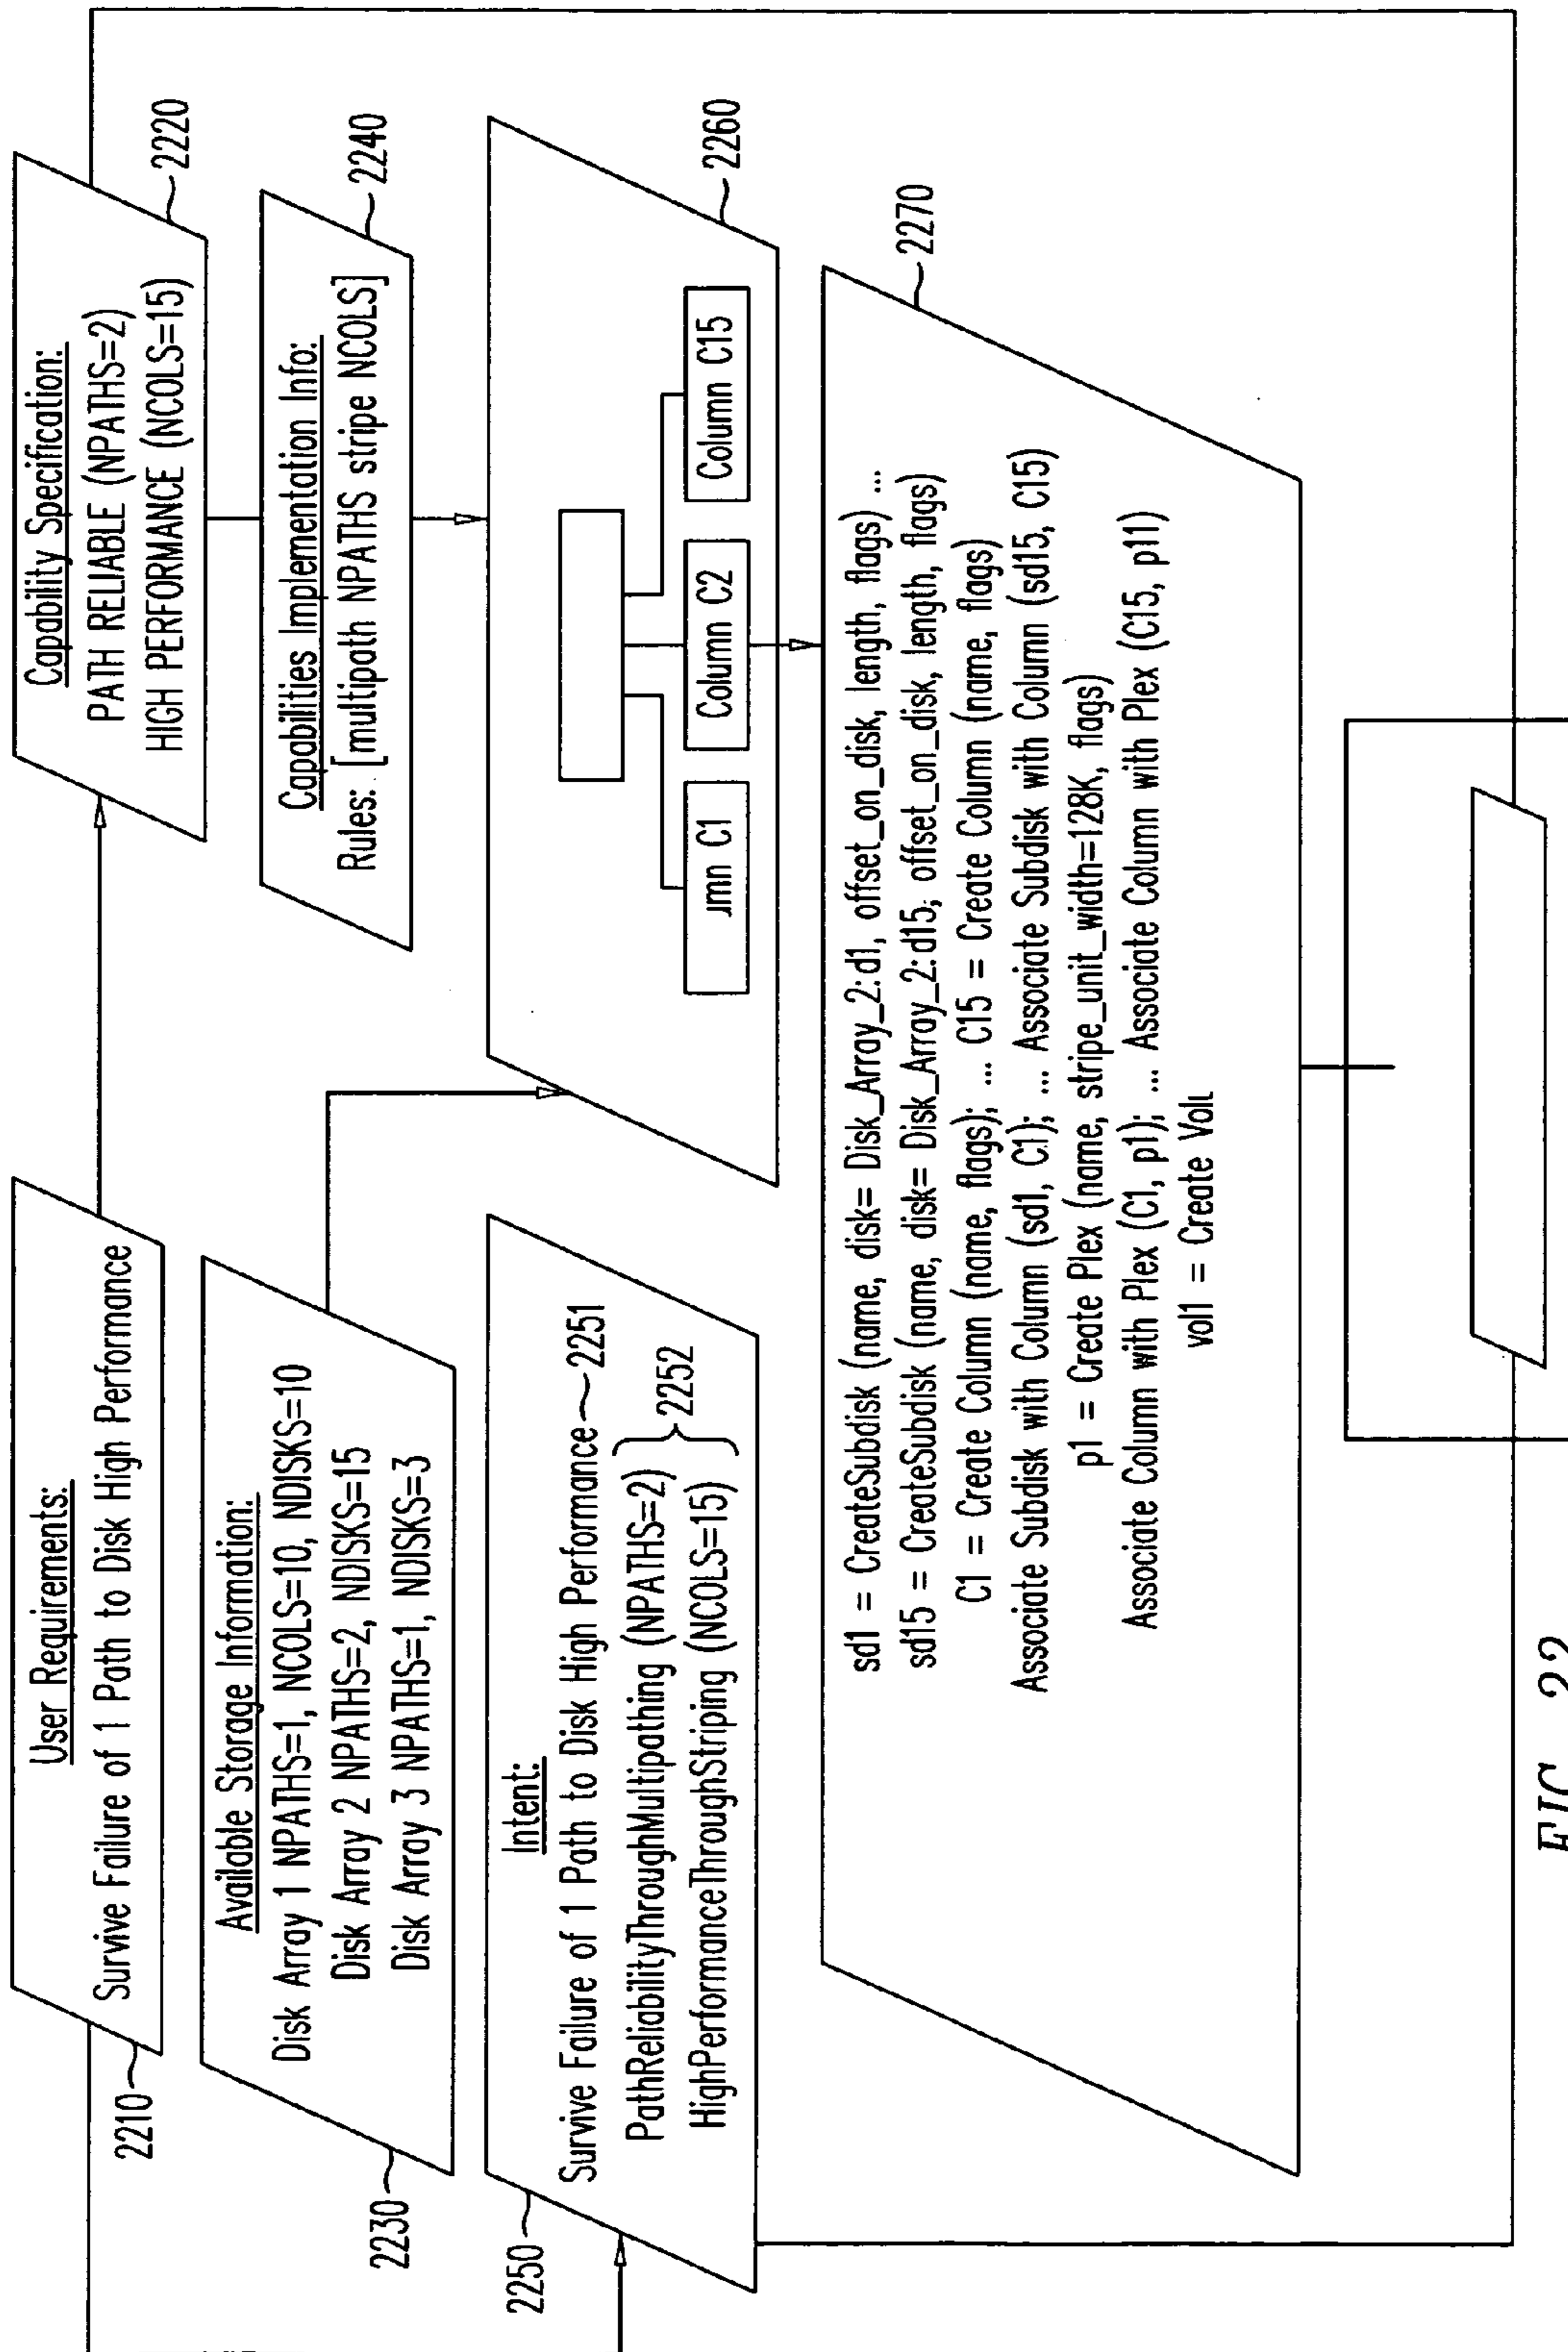 User Requirements:
Survive Failure of 1 Path to Disk High Performance
2210
Capability Specification:
PATH RELIABLE (NPATHS=2)
HIGH PERFORMANCE (NCOLS=15)
2220
Available Storage Information:
Disk Array 1 NPATHS=1, NCOLS=10, NDISKS=10
Disk Array 2 NPATHS=2, NDISKS=15
Disk Array 3 NPATHS=1, NDISKS=3
2230
Capabilities Implementation Info:
Rules: [multipath NPATHS stripe NCOLS]
2240
Intent:
Survive Failure of 1 Path to Disk High Performance 2251
PathReliabilityThroughMultipathing (NPATHS=2)
HighPerformanceThroughStriping (NCOLS=15)
2252
2250
umn C1
Column C2
Column C15
2260
sd1 = CreateSubdisk (name, disk= Disk_Array_2:d1, offset_on_disk, length, flags) ...
sd15 = CreateSubdisk (name, disk= Disk_Array_2:d15, offset_on_disk, length, flags)
C1 = Create Column (name, flags); ... C15 = Create Column (name, flags)
Associate Subdisk with Column (sd1, C1); ... Associate Subdisk with Column (sd15, C15)
p1 = Create Plex (name, stripe_unit_width=128K, flags)
Associate Column with Plex (C1, p1); ... Associate Column with Plex (C15, p11)
vol1 = Create Volu
2270
FIG. 22